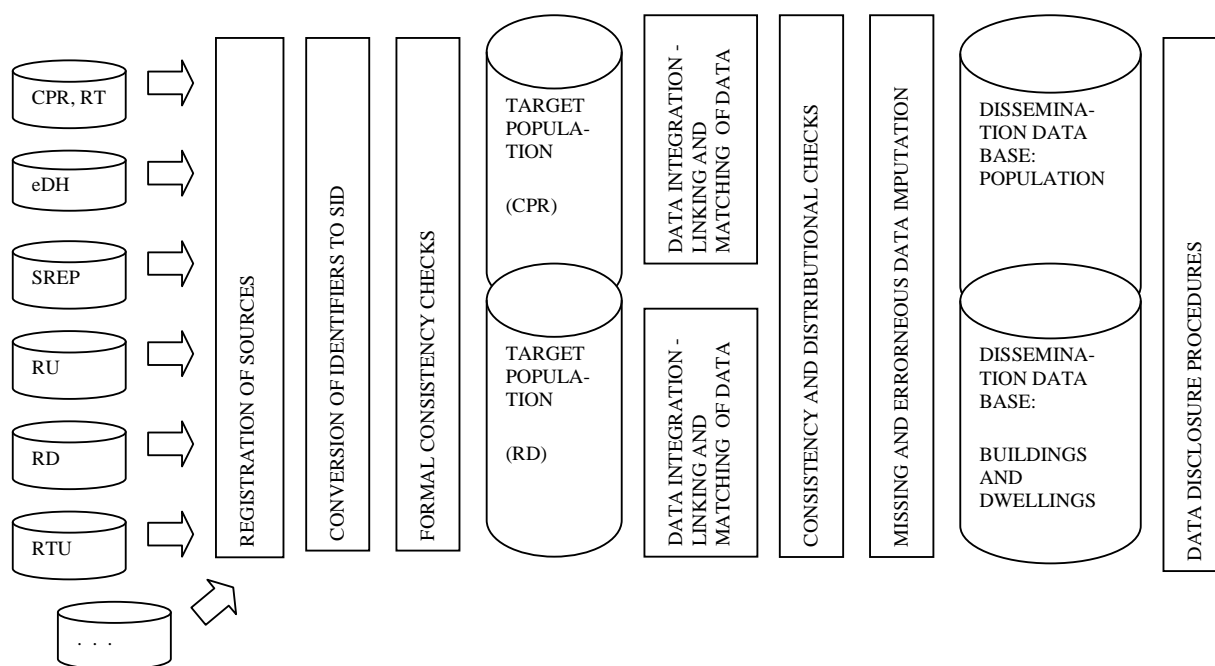 CPR, RT
eDH
SREP
RU
RD
RTU
. . .
REGISTRATION OF SOURCES
CONVERSION OF IDENTIFIERS TO SID
FORMAL CONSISTENCY CHECKS
TARGET
POPULA-
TION
(CPR)
TARGET
POPULA-
TION
(RD)
DATA INTEGRATION -
LINKING AND
MATCHING OF DATA
DATA INTEGRATION -
LINKING AND
MATCHING OF DATA
CONSISTENCY AND DISTRIBUTIONAL CHECKS
MISSING AND ERRORNEOUS DATA IMPUTATION
DISSEMINA-
TION DATA
BASE:
POPULATION
DISSEMINA-
TION DATA
BASE:
BUILDINGS
AND
DWELLINGS
DATA DISCLOSURE PROCEDURES